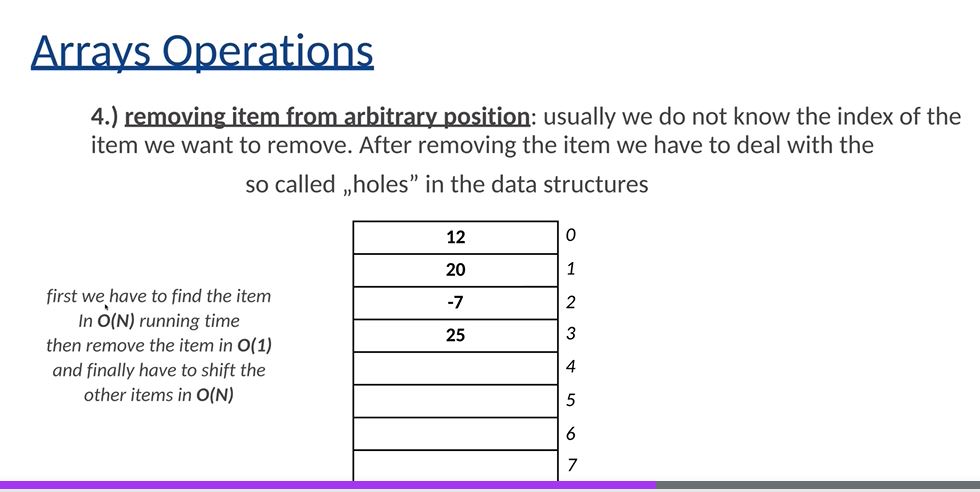 Arrays Operations
4.) removing item from arbitrary position: usually we do not know the index of the
item we want to remove. After removing the item we have to deal with the
so called „holes” in the data structures
12 0
20 1
-7 2
25 3
4
5
6
7
first we have to find the item
In O(N) running time
then remove the item in O(1)
and finally have to shift the
other items in O(N)